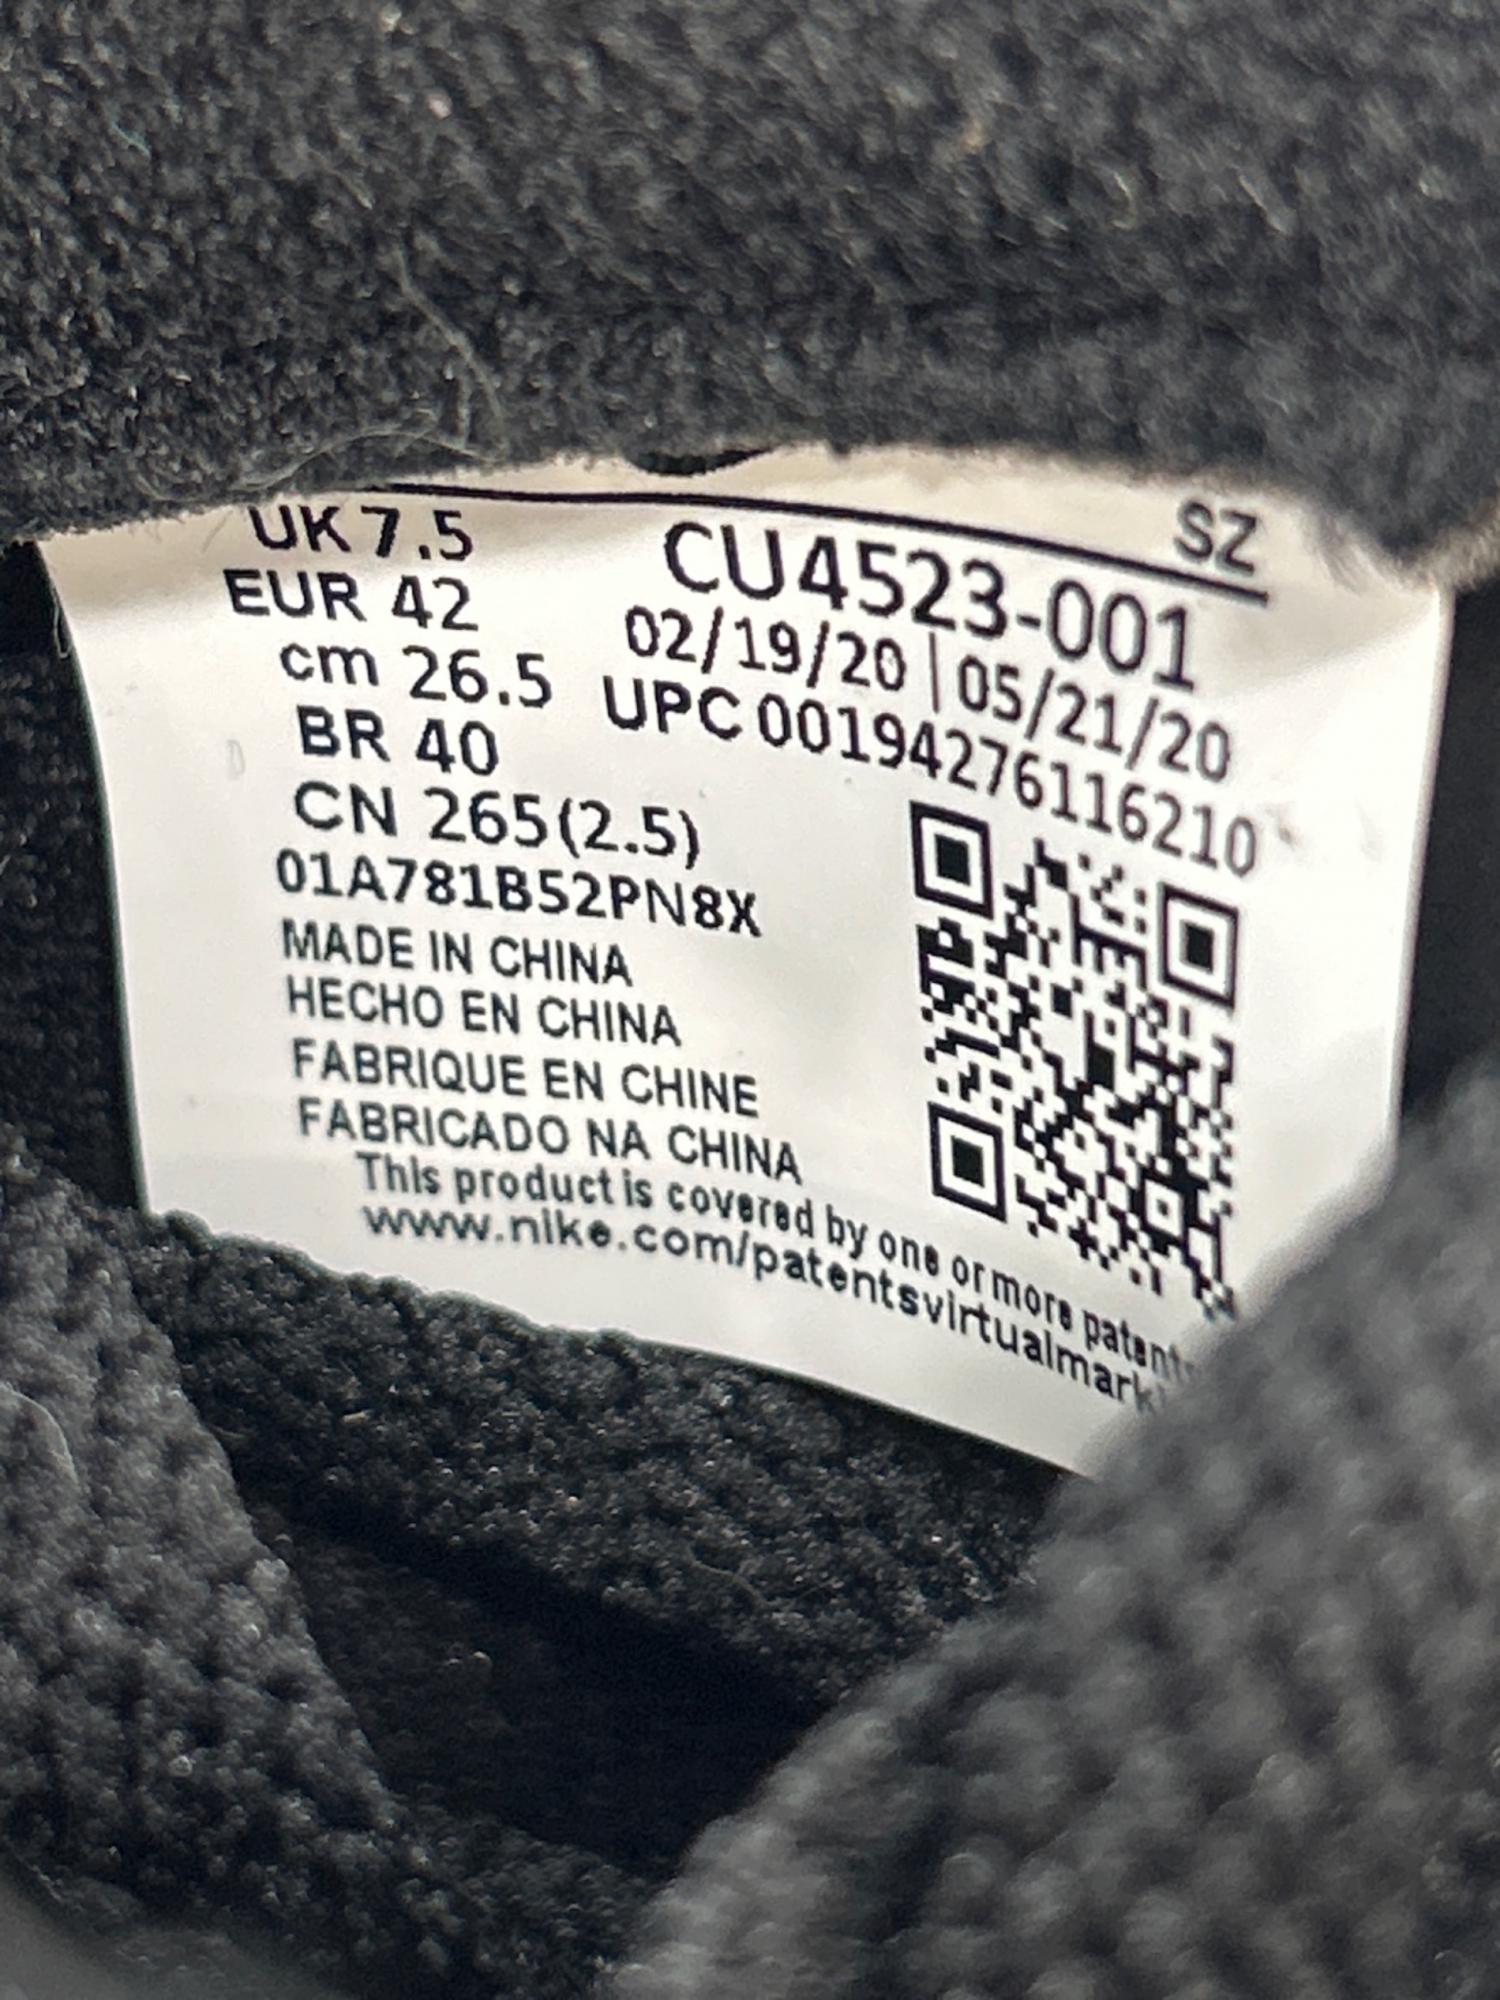 SZ
UK 7.5
EUR 42
cm 26.5
BR 40
CN 265(2.5)
01A781B52PN8X
MADE IN CHINA
HECHO EN CHINA
FABRIQUE EN CHINE
FABRICADO NA CHINA
CU4523-001
02/19/20 | 05/21/20
UPC 00194276116210
This product is covered by one or more patents
www.nike.com/patentsvirtualmark